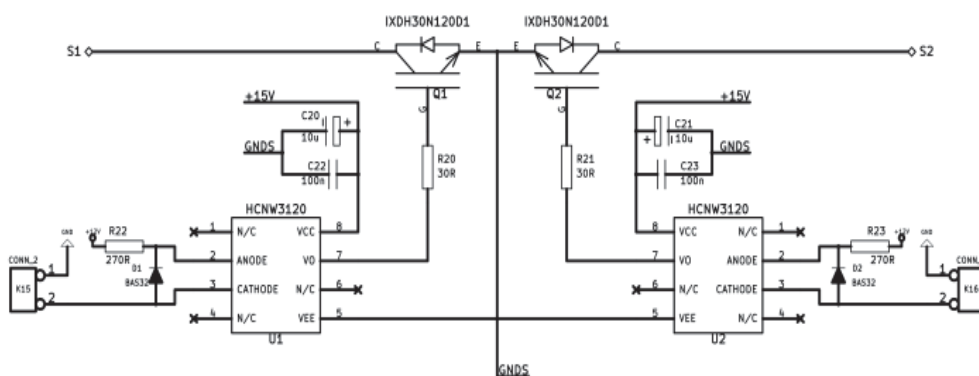 IXDH30N120D1 IXDH30N120D1
S1 C E E C S2
Q1 Q2
+15V G G +15V
C20 + C21
10u + 10u
GNDS R20 R21 GNDS
C22 30R 30R C23
100n 100n
HCNW3120 HCNW3120
GND +12V R22 1 N/C VCC 8 8 VCC N/C 1 R23 +12V GND
CONN_2 270R 2 ANODE VO 7 7 VO ANODE 2 270R CONN_
1 D1 D2 1
K15 BAS32 3 CATHODE N/C 6 6 N/C CATHODE 3 BAS32 K16
2 2
4 N/C VEE 5 5 VEE N/C 4
U1 U2
GNDS